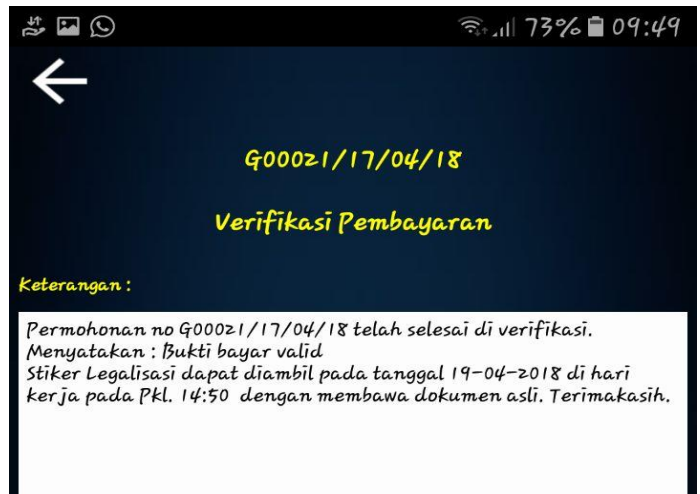 73% 09:49
G00021/17/04/18
Verifikasi Pembayaran
Keterangan :
Permohonan no G00021/17/04/18 telah selesai di verifikasi.
Menyatakan : Bukti bayar valid
Stiker Legalisasi dapat diambil pada tanggal 19-04-2018 di hari
kerja pada Pkl. 14:50 dengan membawa dokumen asli. Terimakasih.